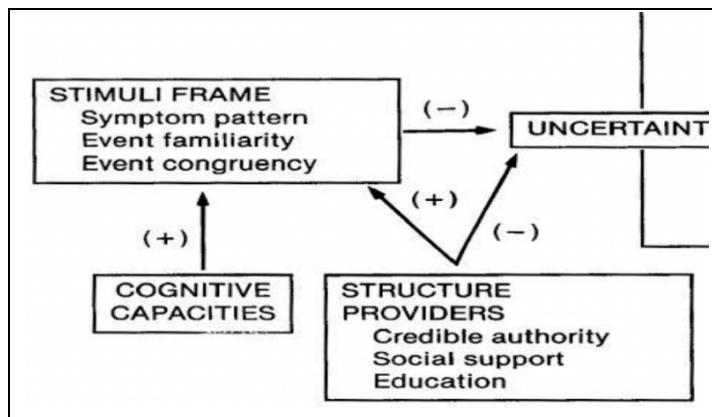 STIMULI FRAME
Symptom pattern
Event familiarity
Event congruency
(−)
UNCERTAINT
(+)
(+)
(−)
COGNITIVE
CAPACITIES
STRUCTURE
PROVIDERS
Credible authority
Social support
Education